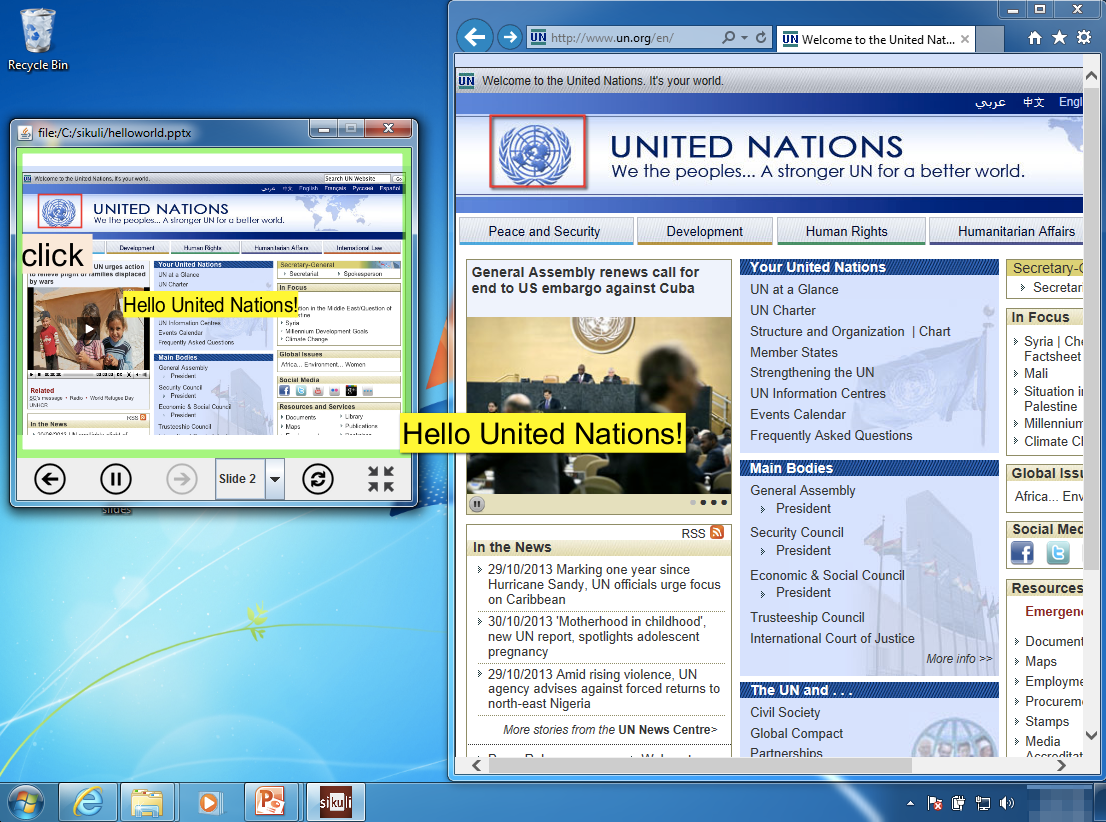 Recycle Bin
file:/C:/sikuli/helloworld.pptx
UN Welcome to the United Nations. It's your world.
Search UN Website
Go
عربي 中文 English Français Русский Español
UNITED NATIONS
We the peoples... A stronger UN for a better world.
click
Development
Human Rights
Humanitarian Affairs
International Law
UN urges action
to relieve plight of families displaced
by wars
Your United Nations
UN at a Glance
UN Charter
Hello United Nations!
UN Information Centres
Events Calendar
Frequently Asked Questions
Main Bodies
General Assembly
President
Security Council
President
Economic & Social Council
President
Trusteeship Council
Secretary-General
Secretariat
Spokesperson
In Focus
Situation in the Middle East/Question of
Palestine
Syria
Millennium Development Goals
Climate Change
Global Issues
Africa... Environment... Women
Social Media
Resources and Services
Documents
Library
Maps
Publications
Related
SC's message • Radio • World Refugee Day
UNHCR
RSS
In the News
Slide 2
slides
UN http://www.un.org/en/
UN Welcome to the United Nat...
UN Welcome to the United Nations. It's your world.
عربي 中文 Engl
UNITED NATIONS
We the peoples... A stronger UN for a better world.
Peace and Security
Development
Human Rights
Humanitarian Affairs
General Assembly renews call for
end to US embargo against Cuba
Hello United Nations!
RSS
In the News
29/10/2013 Marking one year since
Hurricane Sandy, UN officials urge focus
on Caribbean
30/10/2013 'Motherhood in childhood',
new UN report, spotlights adolescent
pregnancy
29/10/2013 Amid rising violence, UN
agency advises against forced returns to
north-east Nigeria
More stories from the UN News Centre>
Your United Nations
UN at a Glance
UN Charter
Structure and Organization | Chart
Member States
Strengthening the UN
UN Information Centres
Events Calendar
Frequently Asked Questions
Main Bodies
General Assembly
President
Security Council
President
Economic & Social Council
President
Trusteeship Council
International Court of Justice
More info >>
The UN and . . .
Civil Society
Global Compact
Partnerships
Secretary-G
Secretar
In Focus
Syria | Che
Factsheet
Mali
Situation in
Palestine
Millennium
Climate Cl
Global Issu
Africa... Env
Social Med
Resources
Emergenc
Document
Maps
Employme
Procurem
Stamps
Media
Accreditat
sikuli